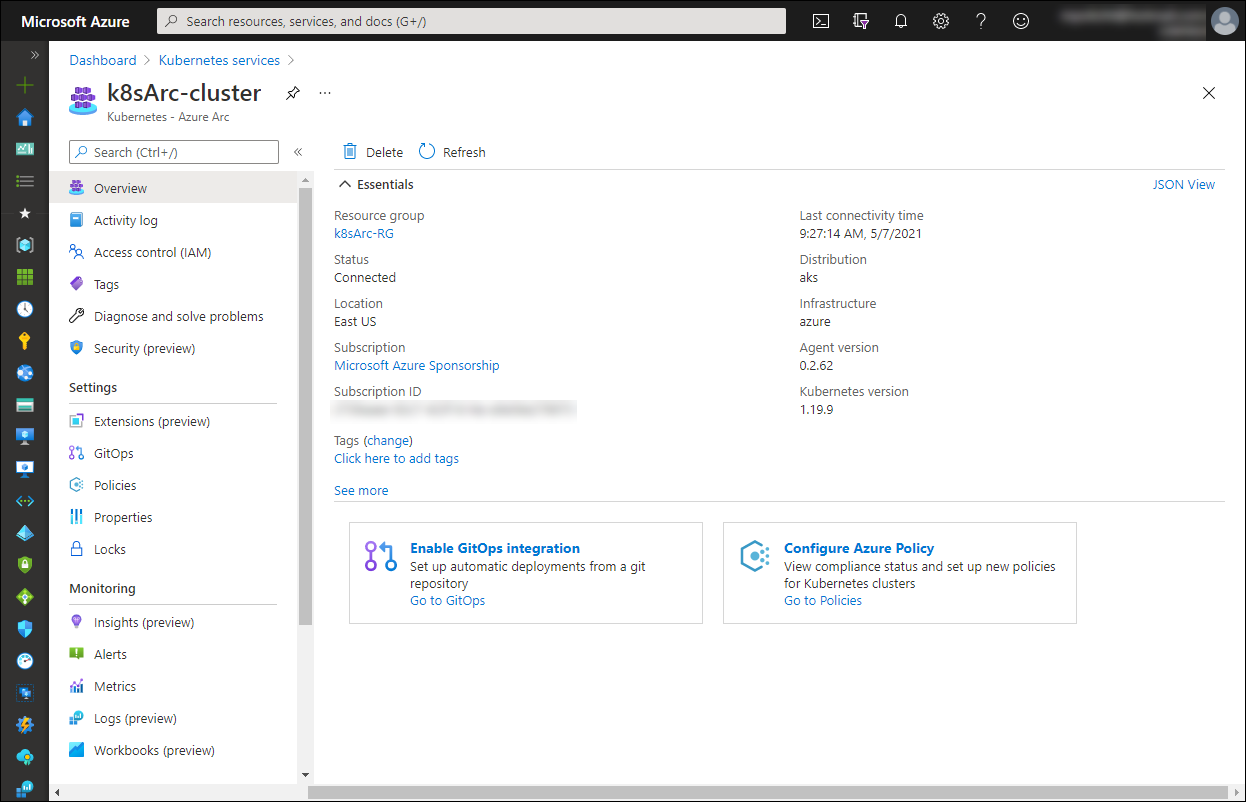 Microsoft Azure
Search resources, services, and docs (G+/)
Dashboard > Kubernetes services >
k8sArc-cluster
...
Kubernetes - Azure Arc
Search (Ctrl+/)
«
Delete
Refresh
Overview
Activity log
Access control (IAM)
Tags
Diagnose and solve problems
Security (preview)
Settings
Extensions (preview)
GitOps
Policies
Properties
Locks
Monitoring
Insights (preview)
Alerts
Metrics
Logs (preview)
Workbooks (preview)
Essentials
JSON View
Resource group
k8sArc-RG
Status
Connected
Location
East US
Subscription
Microsoft Azure Sponsorship
Subscription ID
Tags (change)
Click here to add tags
See more
Last connectivity time
9:27:14 AM, 5/7/2021
Distribution
aks
Infrastructure
azure
Agent version
0.2.62
Kubernetes version
1.19.9
Enable GitOps integration
Set up automatic deployments from a git
repository
Go to GitOps
Configure Azure Policy
View compliance status and set up new policies
for Kubernetes clusters
Go to Policies